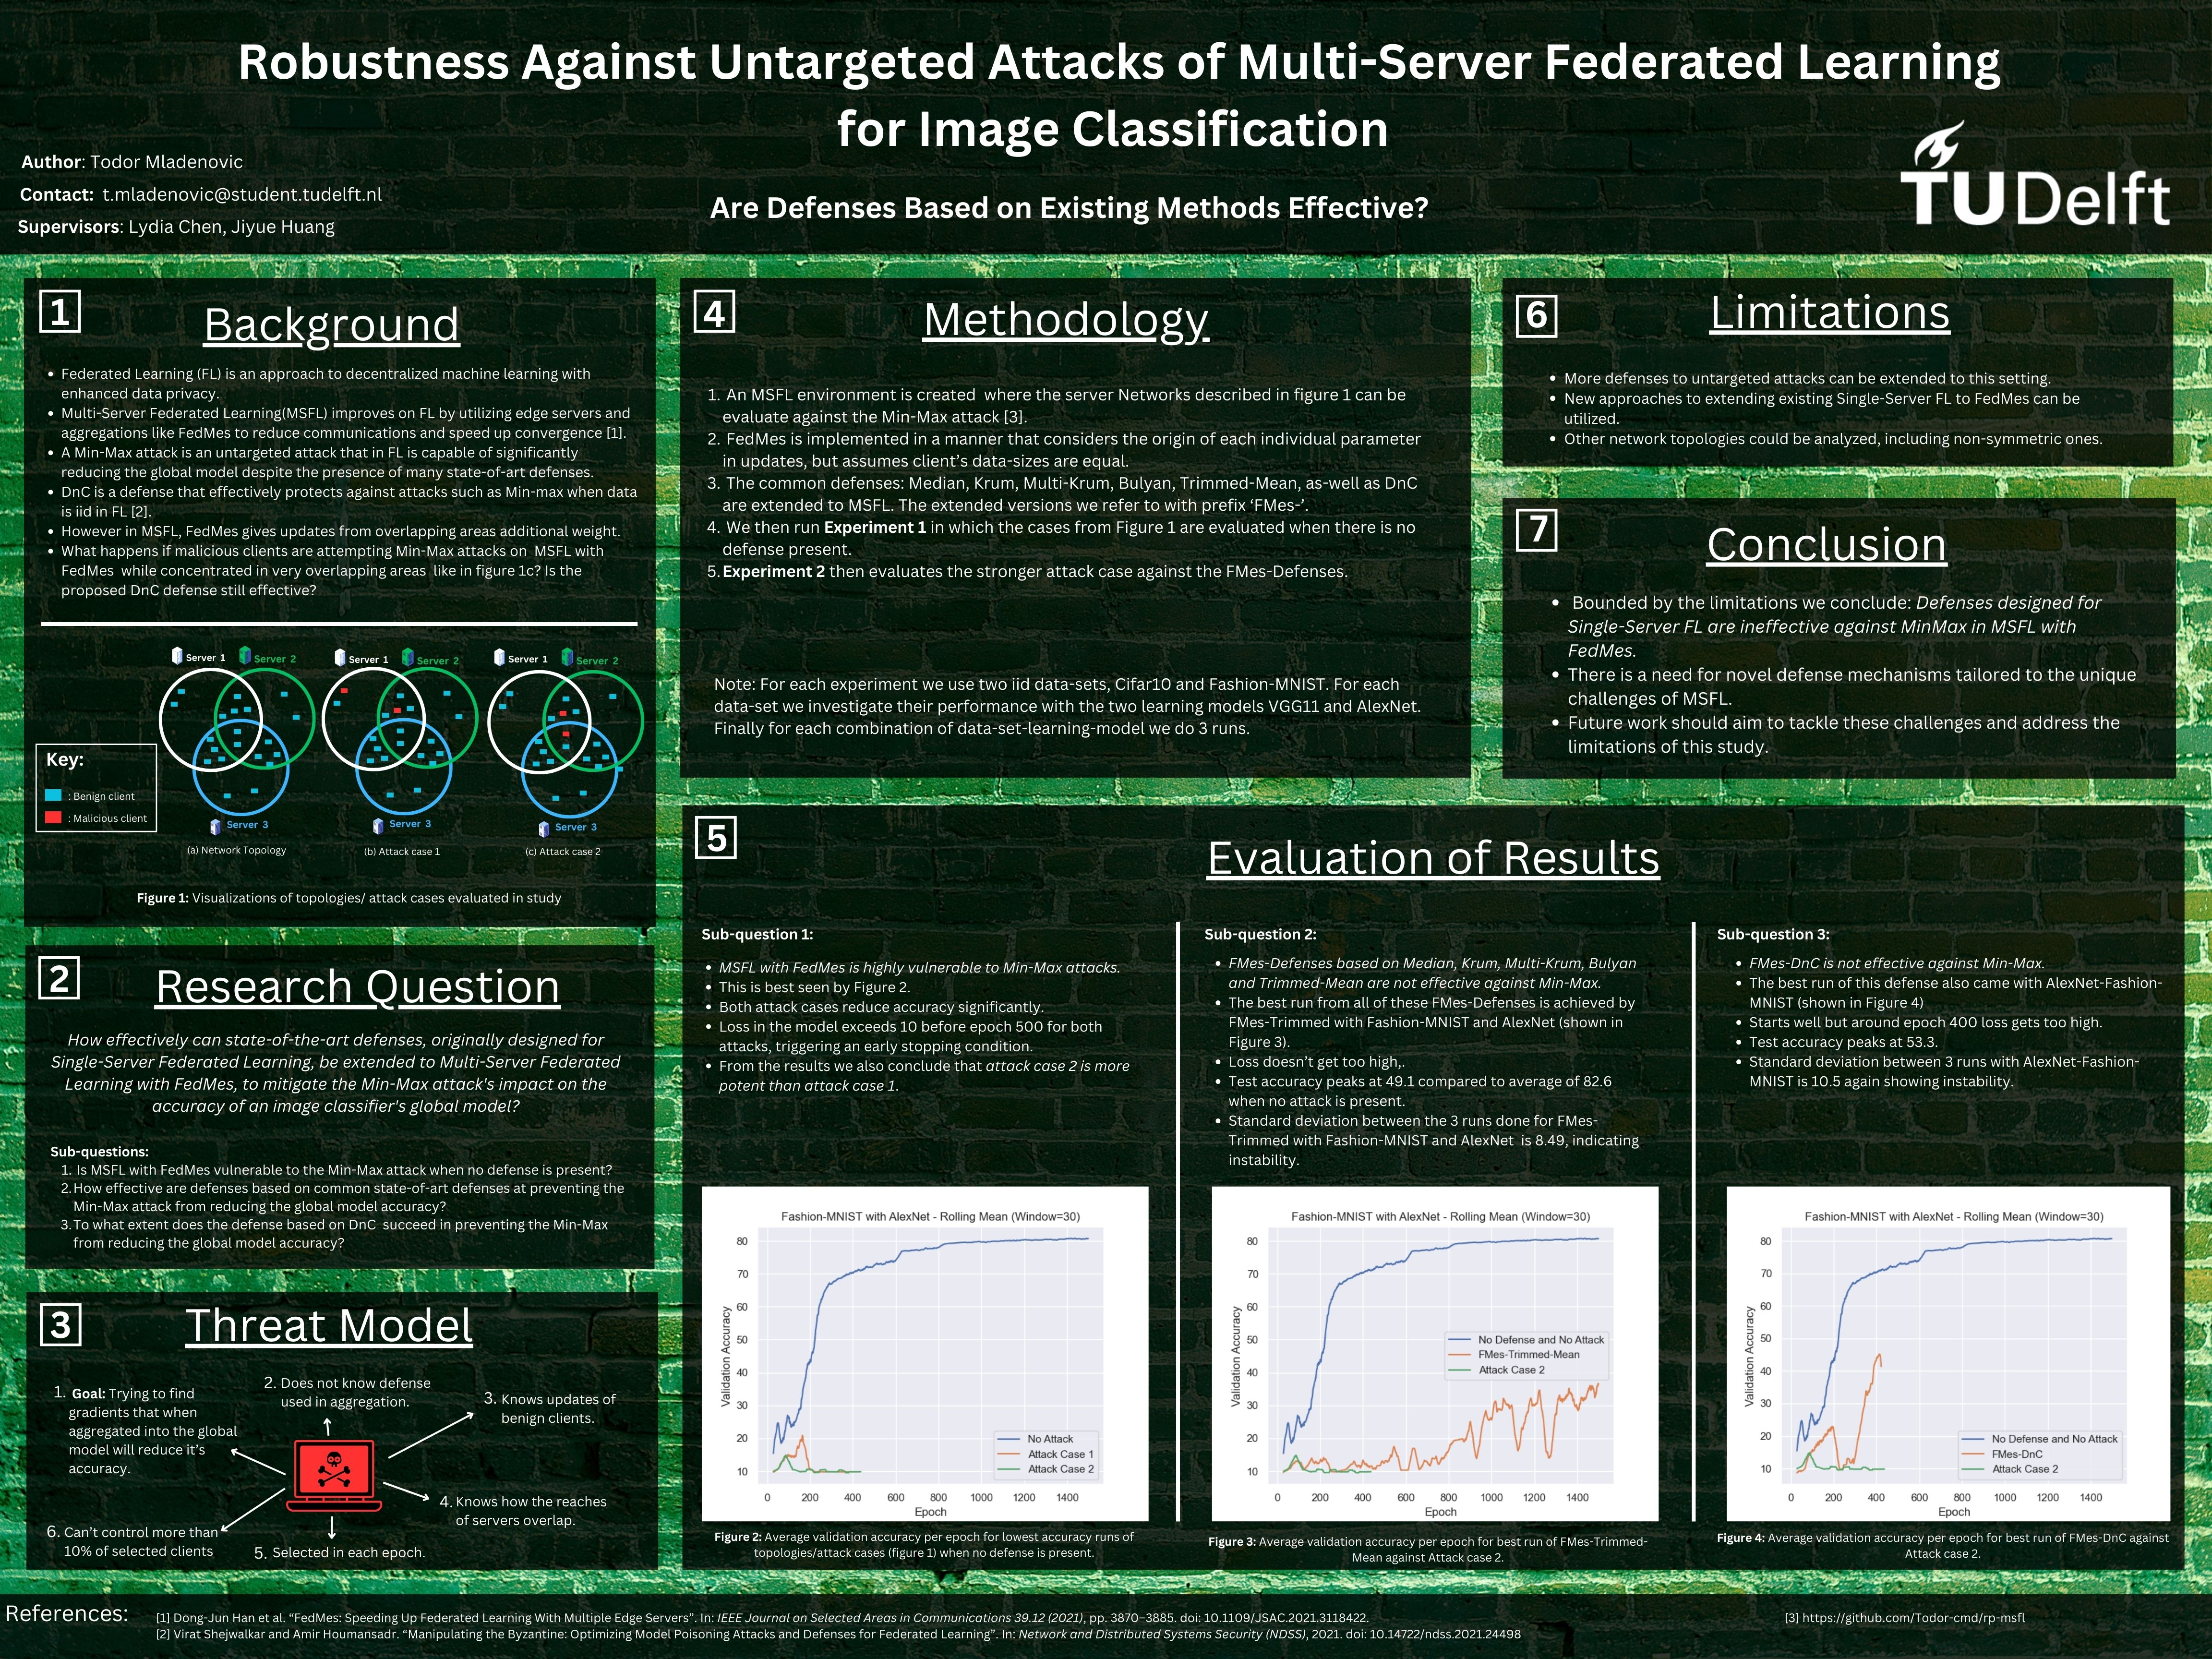 Robustness Against Untargeted Attacks of Multi-Server Federated Learning
for Image Classification
Are Defenses Based on Existing Methods Effective?
Author: Todor Mladenovic
Contact: t.mladenovic@student.tudelft.nl
Supervisors: Lydia Chen, Jiyue Huang
TUDelft
1
Background
• Federated Learning (FL) is an approach to decentralized machine learning with
enhanced data privacy.
• Multi-Server Federated Learning(MSFL) improves on FL by utilizing edge servers and
aggregations like FedMes to reduce communications and speed up convergence [1].
• A Min-Max attack is an untargeted attack that in FL is capable of significantly
reducing the global model despite the presence of many state-of-art defenses.
• DnC is a defense that effectively protects against attacks such as Min-max when data
is iid in FL [2].
• However in MSFL, FedMes gives updates from overlapping areas additional weight.
• What happens if malicious clients are attempting Min-Max attacks on MSFL with
FedMes while concentrated in very overlapping areas like in figure 1c? Is the
proposed DnC defense still effective?
Server 1 Server 2 Server 1 Server 2 Server 1 Server 2
Key:
: Benign client
: Malicious client
Server 3 Server 3 Server 3
(a) Network Topology (b) Attack case 1 (c) Attack case 2
Figure 1: Visualizations of topologies/ attack cases evaluated in study
2
Research Question
How effectively can state-of-the-art defenses, originally designed for
Single-Server Federated Learning, be extended to Multi-Server Federated
Learning with FedMes, to mitigate the Min-Max attack's impact on the
accuracy of an image classifier's global model?
Sub-questions:
1. Is MSFL with FedMes vulnerable to the Min-Max attack when no defense is present?
2. How effective are defenses based on common state-of-art defenses at preventing the
Min-Max attack from reducing the global model accuracy?
3. To what extent does the defense based on DnC succeed in preventing the Min-Max
from reducing the global model accuracy?
3
Threat Model
1. Goal: Trying to find
gradients that when
aggregated into the global
model will reduce it's
accuracy.
2. Does not know defense
used in aggregation.
3. Knows updates of
benign clients.
4. Knows how the reaches
of servers overlap.
5. Selected in each epoch.
6. Can't control more than
10% of selected clients
4
Methodology
1. An MSFL environment is created where the server Networks described in figure 1 can be
evaluate against the Min-Max attack [3].
2. FedMes is implemented in a manner that considers the origin of each individual parameter
in updates, but assumes client's data-sizes are equal.
3. The common defenses: Median, Krum, Multi-Krum, Bulyan, Trimmed-Mean, as-well as DnC
are extended to MSFL. The extended versions we refer to with prefix 'FMes-'.
4. We then run Experiment 1 in which the cases from Figure 1 are evaluated when there is no
defense present.
5. Experiment 2 then evaluates the stronger attack case against the FMes-Defenses.
Note: For each experiment we use two iid data-sets, Cifar10 and Fashion-MNIST. For each
data-set we investigate their performance with the two learning models VGG11 and AlexNet.
Finally for each combination of data-set-learning-model we do 3 runs.
6
Limitations
• More defenses to untargeted attacks can be extended to this setting.
• New approaches to extending existing Single-Server FL to FedMes can be
utilized.
• Other network topologies could be analyzed, including non-symmetric ones.
7
Conclusion
• Bounded by the limitations we conclude: Defenses designed for
Single-Server FL are ineffective against MinMax in MSFL with
FedMes.
• There is a need for novel defense mechanisms tailored to the unique
challenges of MSFL.
• Future work should aim to tackle these challenges and address the
limitations of this study.
5
Evaluation of Results
Sub-question 1:
• MSFL with FedMes is highly vulnerable to Min-Max attacks.
• This is best seen by Figure 2.
• Both attack cases reduce accuracy significantly.
• Loss in the model exceeds 10 before epoch 500 for both
attacks, triggering an early stopping condition.
• From the results we also conclude that attack case 2 is more
potent than attack case 1.
Fashion-MNIST with AlexNet - Rolling Mean (Window=30)
Validation Accuracy
80
70
60
50
40
30
20
10
No Attack
Attack Case 1
Attack Case 2
0 200 400 600 800 1000 1200 1400
Epoch
Figure 2: Average validation accuracy per epoch for lowest accuracy runs of
topologies/attack cases (figure 1) when no defense is present.
Sub-question 2:
• FMes-Defenses based on Median, Krum, Multi-Krum, Bulyan
and Trimmed-Mean are not effective against Min-Max.
• The best run from all of these FMes-Defenses is achieved by
FMes-Trimmed with Fashion-MNIST and AlexNet (shown in
Figure 3).
• Loss doesn't get too high,.
• Test accuracy peaks at 49.1 compared to average of 82.6
when no attack is present.
• Standard deviation between the 3 runs done for FMes-
Trimmed with Fashion-MNIST and AlexNet is 8.49, indicating
instability.
Fashion-MNIST with AlexNet - Rolling Mean (Window=30)
Validation Accuracy
80
70
60
50
40
30
20
10
No Defense and No Attack
FMes-Trimmed-Mean
Attack Case 2
0 200 400 600 800 1000 1200 1400
Epoch
Figure 3: Average validation accuracy per epoch for best run of FMes-Trimmed-
Mean against Attack case 2.
Sub-question 3:
• FMes-DnC is not effective against Min-Max.
• The best run of this defense also came with AlexNet-Fashion-
MNIST (shown in Figure 4)
• Starts well but around epoch 400 loss gets too high.
• Test accuracy peaks at 53.3.
• Standard deviation between 3 runs with AlexNet-Fashion-
MNIST is 10.5 again showing instability.
Fashion-MNIST with AlexNet - Rolling Mean (Window=30)
Validation Accuracy
80
70
60
50
40
30
20
10
No Defense and No Attack
FMes-DnC
Attack Case 2
0 200 400 600 800 1000 1200 1400
Epoch
Figure 4: Average validation accuracy per epoch for best run of FMes-DnC against
Attack case 2.
References:
[1] Dong-Jun Han et al. “FedMes: Speeding Up Federated Learning With Multiple Edge Servers”. In: IEEE Journal on Selected Areas in Communications 39.12 (2021), pp. 3870–3885. doi: 10.1109/JSAC.2021.3118422.
[2] Virat Shejwalkar and Amir Houmansadr. “Manipulating the Byzantine: Optimizing Model Poisoning Attacks and Defenses for Federated Learning”. In: Network and Distributed Systems Security (NDSS), 2021. doi: 10.14722/ndss.2021.24498
[3] https://github.com/Todor-cmd/rp-msfl